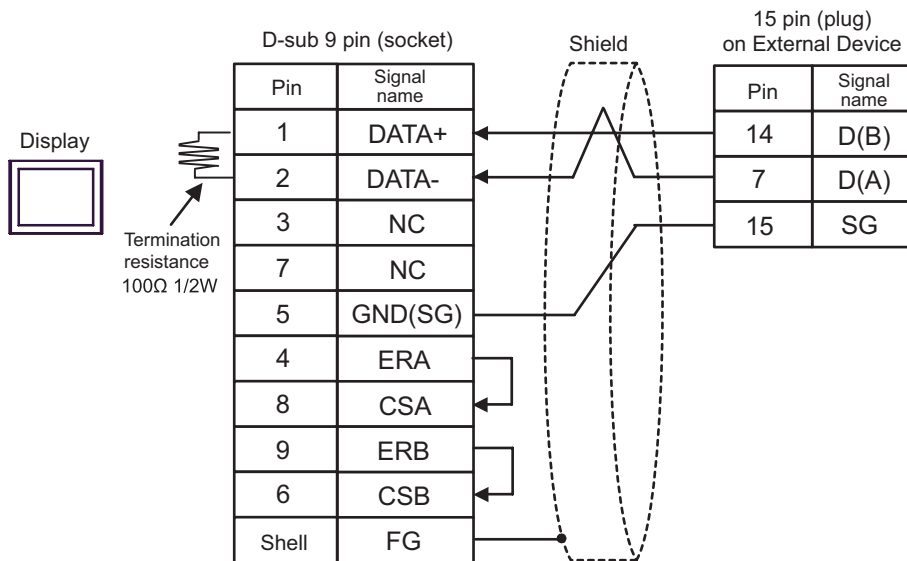 D-sub 9 pin (socket)
Shield
15 pin (plug)
on External Device
Display
Termination
resistance
100Ω 1/2W
Pin Signal name
1 DATA+
2 DATA-
3 NC
7 NC
5 GND(SG)
4 ERA
8 CSA
9 ERB
6 CSB
Shell FG
Pin Signal name
14 D(B)
7 D(A)
15 SG